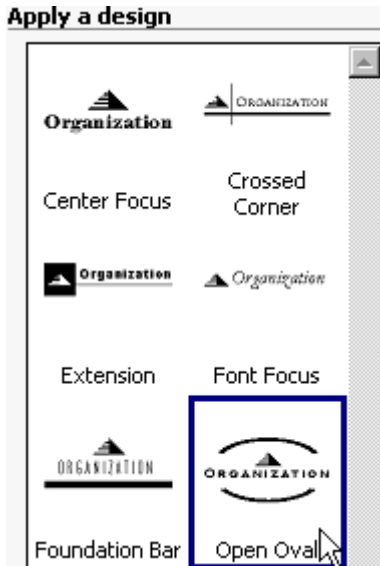 Apply a design
Organization
ORGANIZATION
Center Focus
Crossed
Corner
Organization
Organization
Extension
Font Focus
ORGANIZATION
ORGANIZATION
Foundation Bar
Open Oval